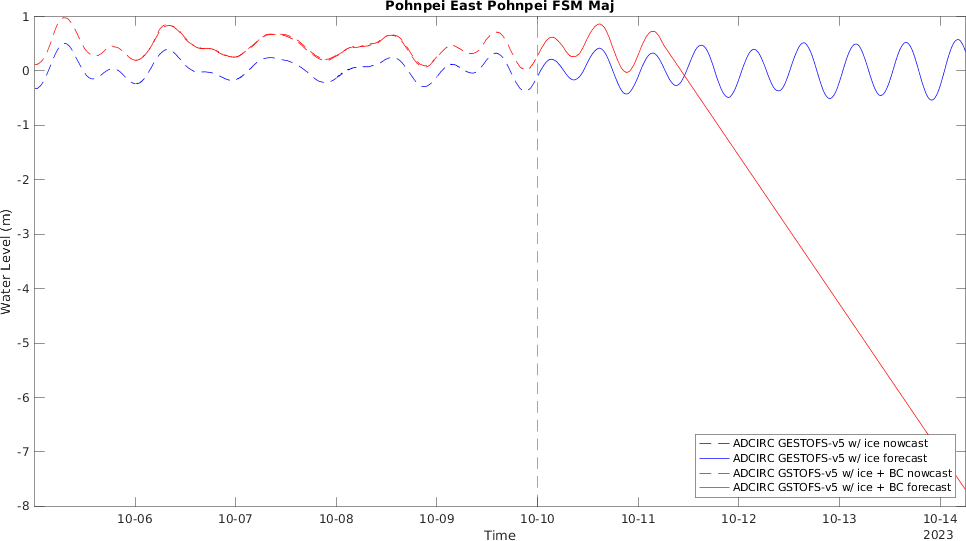 Pohnpei East Pohnpei FSM Maj
Water Level (m)
1
0
-1
-2
-3
-4
-5
-6
-7
-8
10-06
10-07
10-08
10-09
10-10
10-11
10-12
10-13
10-14
2023
Time
ADCIRC GESTOFS-v5 w/ ice nowcast
ADCIRC GESTOFS-v5 w/ ice forecast
ADCIRC GSTOFS-v5 w/ ice + BC nowcast
ADCIRC GSTOFS-v5 w/ ice + BC forecast